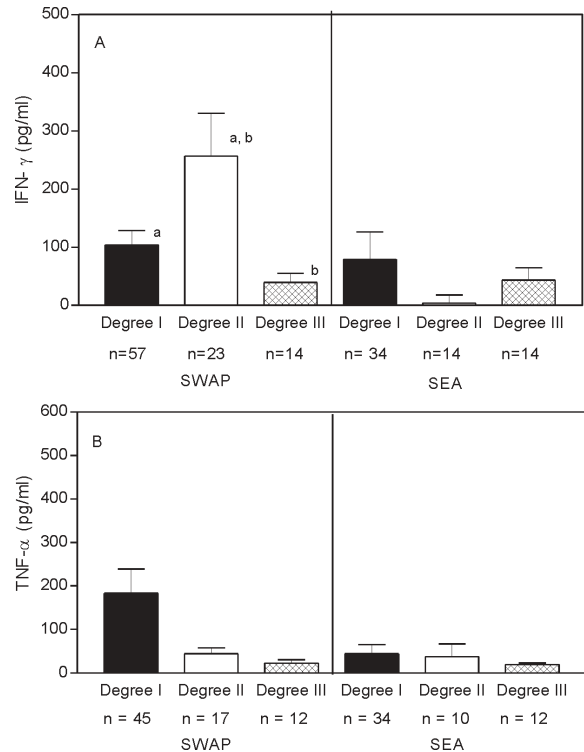 500
A
400
300
IFN- γ (pg/ml)
a, b
200
a
100
b
0
Degree I Degree II Degree III Degree I Degree II Degree III
n=57 n=23 n=14 n= 34 n=14 n=14
SWAP SEA
600
B
500
400
TNF-α (pg/ml)
300
200
100
0
Degree I Degree II Degree III Degree I Degree II Degree III
n = 45 n = 17 n = 12 n = 34 n = 10 n = 12
SWAP SEA